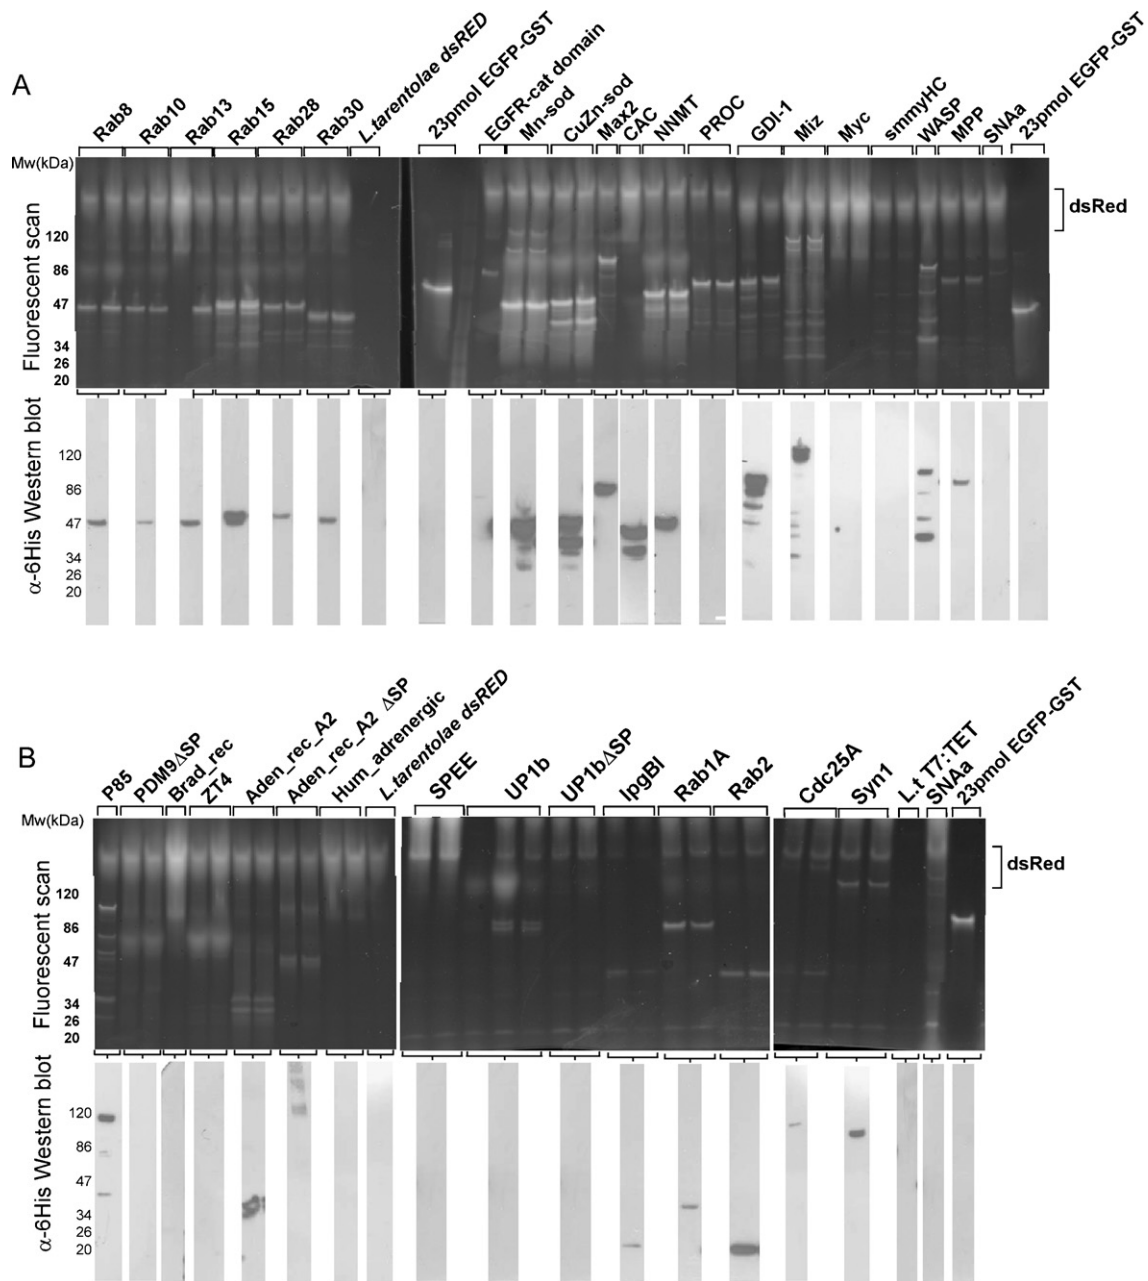 A
Rab8
Rab10
Rab13
Rab15
Rab28
Rab30
L.tarentolae dsRED
23pmol EGFP-GST
EGFR-cat domain
Mn-sod
CuZn-sod
Max2
CAC
NNMT
PROC
GDI-1
Miz
Myc
smmyHC
WASP
MPP
SNAa
23pmol EGFP-GST
Mw(kDa)
dsRed
Fluorescent scan
120
86
47
34
26
20
α-6His Western blot
120
86
47
34
26
20
B
P85
PDM9ΔSP
Brad_rec
ZT4
Aden_rec_A2
Aden_rec_A2 ΔSP
Hum_adrenergic
L.tarentolae dsRED
SPEE
UP1b
UP1bΔSP
IpgBI
Rab1A
Rab2
Cdc25A
Syn1
L.t T7:TET
SNAa
23pmol EGFP-GST
Mw(kDa)
dsRed
Fluorescent scan
120
86
47
34
26
20
α-6His Western blot
120
86
47
34
26
20